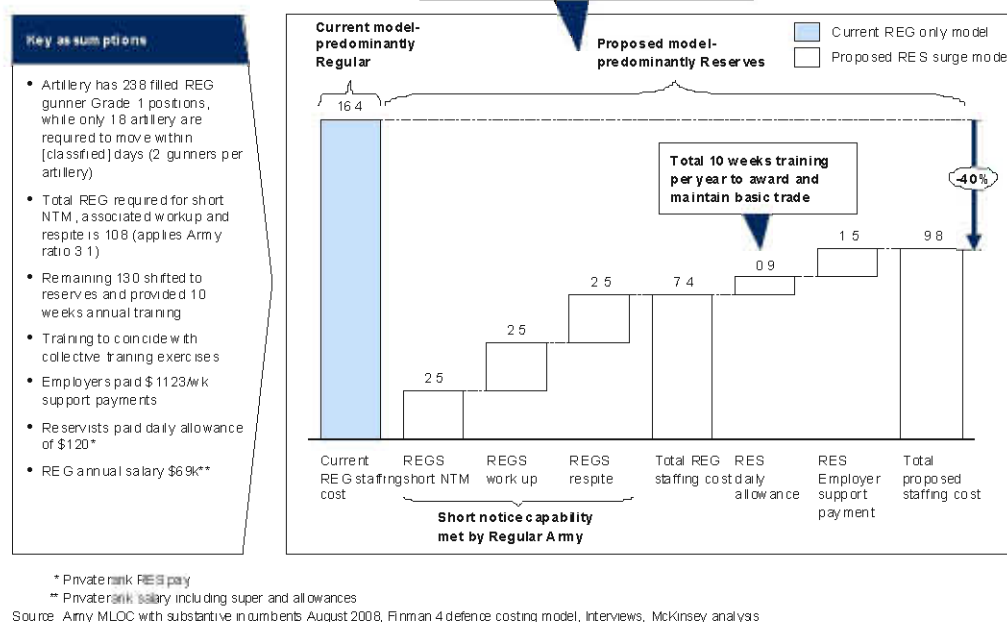 Key assumptions
• Artillery has 238 filled REG
gunner Grade 1 positions,
while only 18 artillery are
required to move within
[classified] days (2 gunners per
artillery)
• Total REG required for short
NTM, associated workup and
respite is 108 (applies Army
ratio 3 1)
• Remaining 130 shifted to
reserves and provided 10
weeks annual training
• Training to coincide with
collective training exercises
• Employers paid $1123/wk
support payments
• Reservists paid daily allowance
of $120*
• REG annual salary $69k**
Current model-
predominantly
Regular
Proposed model-
predominantly Reserves
Current REG only model
Proposed RES surge model
16 4
Total 10 weeks training
per year to award and
maintain basic trade
-40%
2 5
2 5
2 5
7 4
0 9
1 5
9 8
Current
REG staffing
cost
REGS
short NTM
REGS
work up
REGS
respite
Total REG
staffing cost
RES
daily
allowance
RES
Employer
support
payment
Total
proposed
staffing cost
Short notice capability
met by Regular Army
* Private rank RES pay
** Private rank salary including super and allowances
Source Army MLOC with substantive incumbents August 2008, Finman 4 defence costing model, Interviews, McKinsey analysis